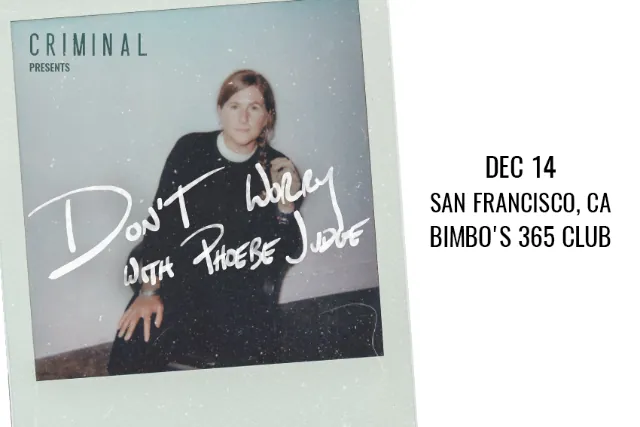 CRIMINAL
PRESENTS
DON'T WORRY
WITH PHOEBE JUDGE
DEC 14
SAN FRANCISCO, CA
BIMBO'S 365 CLUB